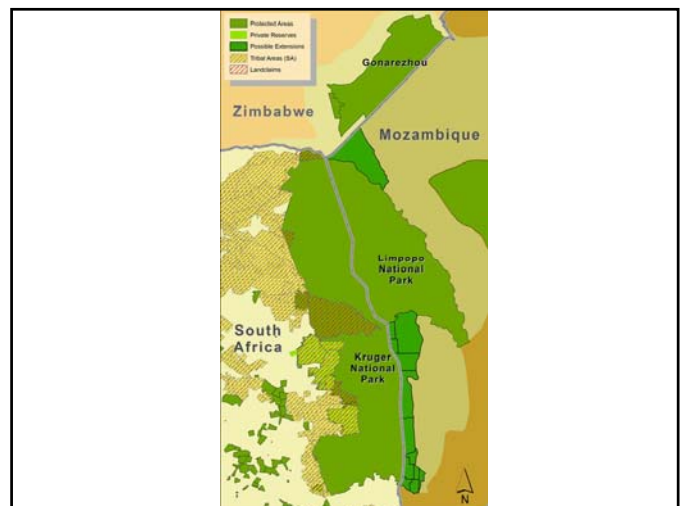 Protected Areas
Private Reserves
Possible Extensions
Tribal Areas (SA)
Landclaims
Gonarezhou
Zimbabwe
Mozambique
Limpopo
National
Park
South
Africa
Kruger
National
Park
N